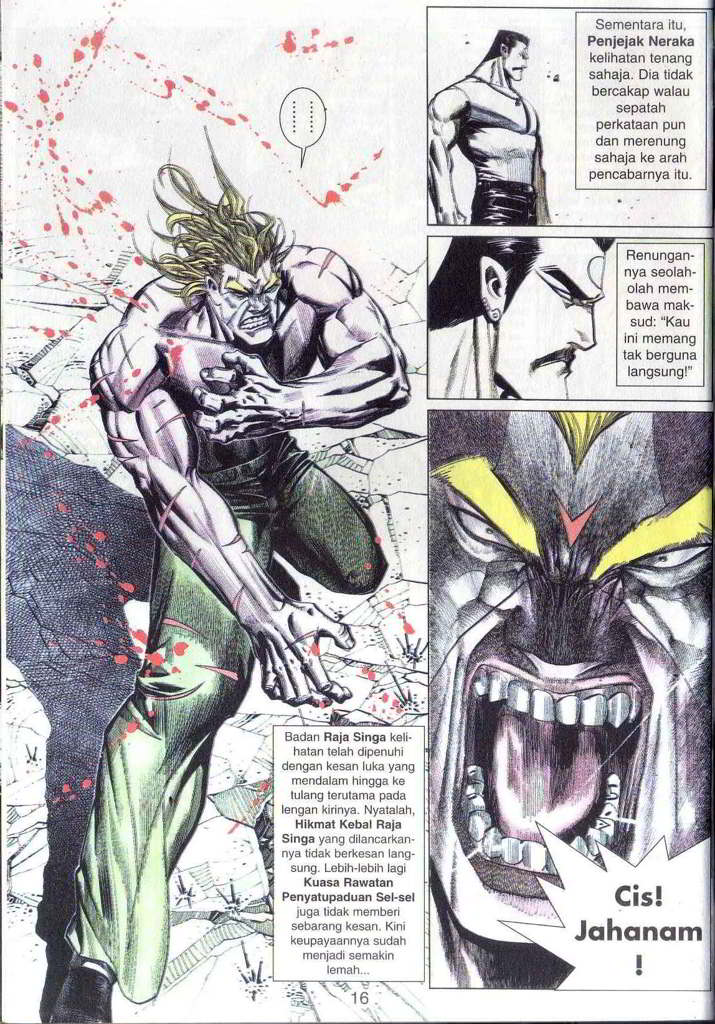 Sementara itu,
Penjejak Neraka
kelihatan tenang
sahaja. Dia tidak
bercakap walau
sepatah
perkataan pun
dan merenung
sahaja ke arah
pencabarnya itu.
Renungan-
nya seolah-
olah mem-
bawa mak-
sud: “Kau
ini memang
tak berguna
langsung!”
Badan Raja Singa keli-
hatan telah dipenuhi
dengan kesan luka yang
mendalam hingga ke
tulang terutama pada
lengan kirinya. Nyatalah,
Hikmat Kebal Raja
Singa yang dilancarkan-
nya tidak berkesan lang-
sung. Lebih-lebih lagi
Kuasa Rawatan
Penyatupaduan Sel-sel
juga tidak memberi
sebarang kesan. Kini
keupayaannya sudah
menjadi semakin
lemah...
Cis!
Jahanam
!
16